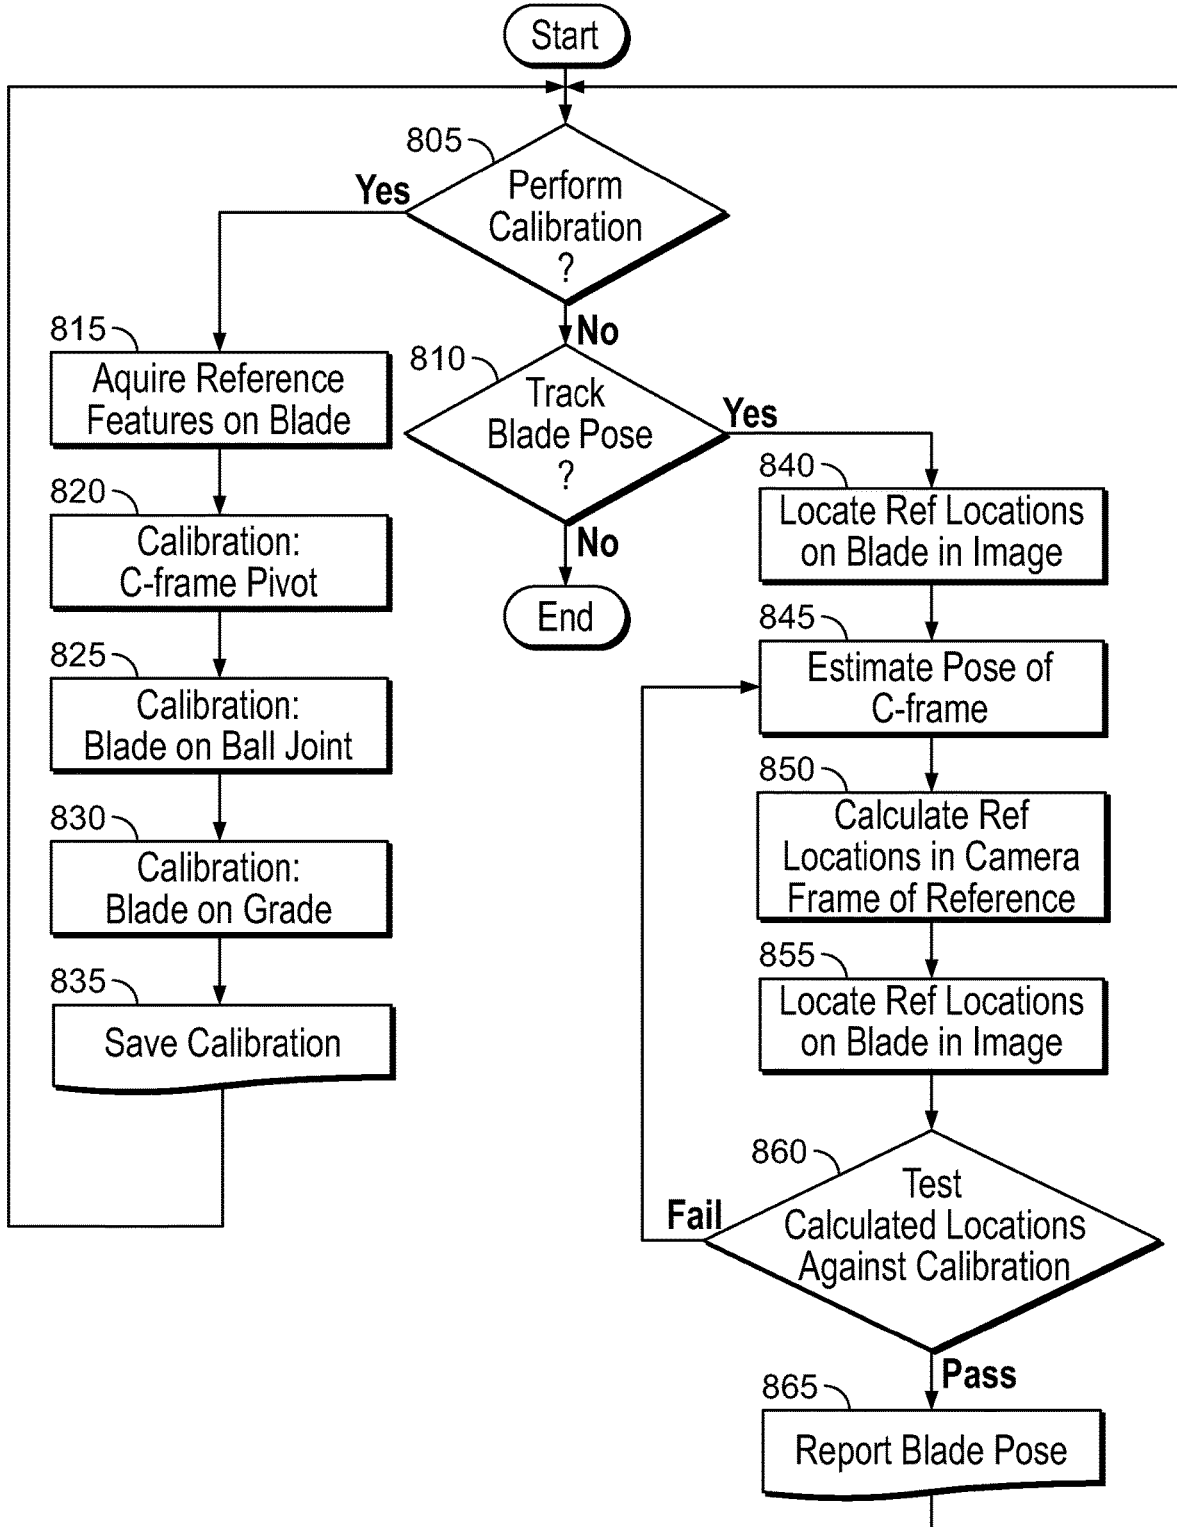 Start
805
Perform
Calibration
?
Yes
No
815
Aquire Reference
Features on Blade
810
Track
Blade Pose
?
Yes
No
End
820
Calibration:
C-frame Pivot
825
Calibration:
Blade on Ball Joint
830
Calibration:
Blade on Grade
835
Save Calibration
840
Locate Ref Locations
on Blade in Image
845
Estimate Pose of
C-frame
850
Calculate Ref
Locations in Camera
Frame of Reference
855
Locate Ref Locations
on Blade in Image
860
Test
Calculated Locations
Against Calibration
Fail
Pass
865
Report Blade Pose